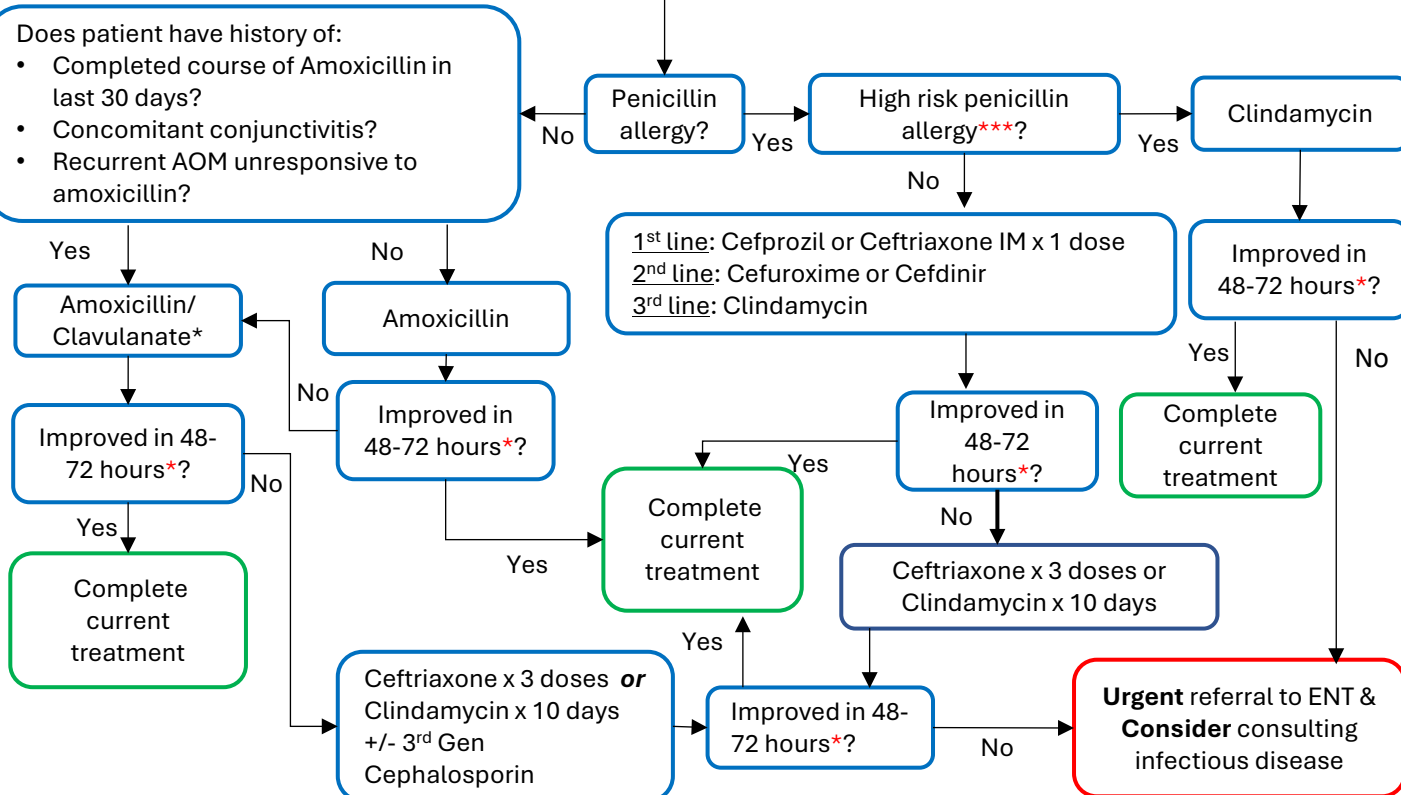 Does patient have history of:
• Completed course of Amoxicillin in
last 30 days?
• Concomitant conjunctivitis?
• Recurrent AOM unresponsive to
amoxicillin?
No
Penicillin
allergy?
Yes
High risk penicillin
allergy***?
Yes
Clindamycin
No
Yes
No
1st line: Cefprozil or Ceftriaxone IM x 1 dose
2nd line: Cefuroxime or Cefdinir
3rd line: Clindamycin
Improved in
48-72 hours*?
Amoxicillin/
Clavulanate*
Amoxicillin
Yes
No
No
Improved in 48-
72 hours*?
Improved in
48-72 hours*?
Improved in
48-72
hours*?
Complete
current
treatment
Yes
No
Yes
No
Yes
Complete
current
treatment
Complete
current
treatment
Ceftriaxone x 3 doses or
Clindamycin x 10 days
Yes
Ceftriaxone x 3 doses or
Clindamycin x 10 days
+/- 3rd Gen
Cephalosporin
Improved in 48-
72 hours*?
No
Urgent referral to ENT &
Consider consulting
infectious disease